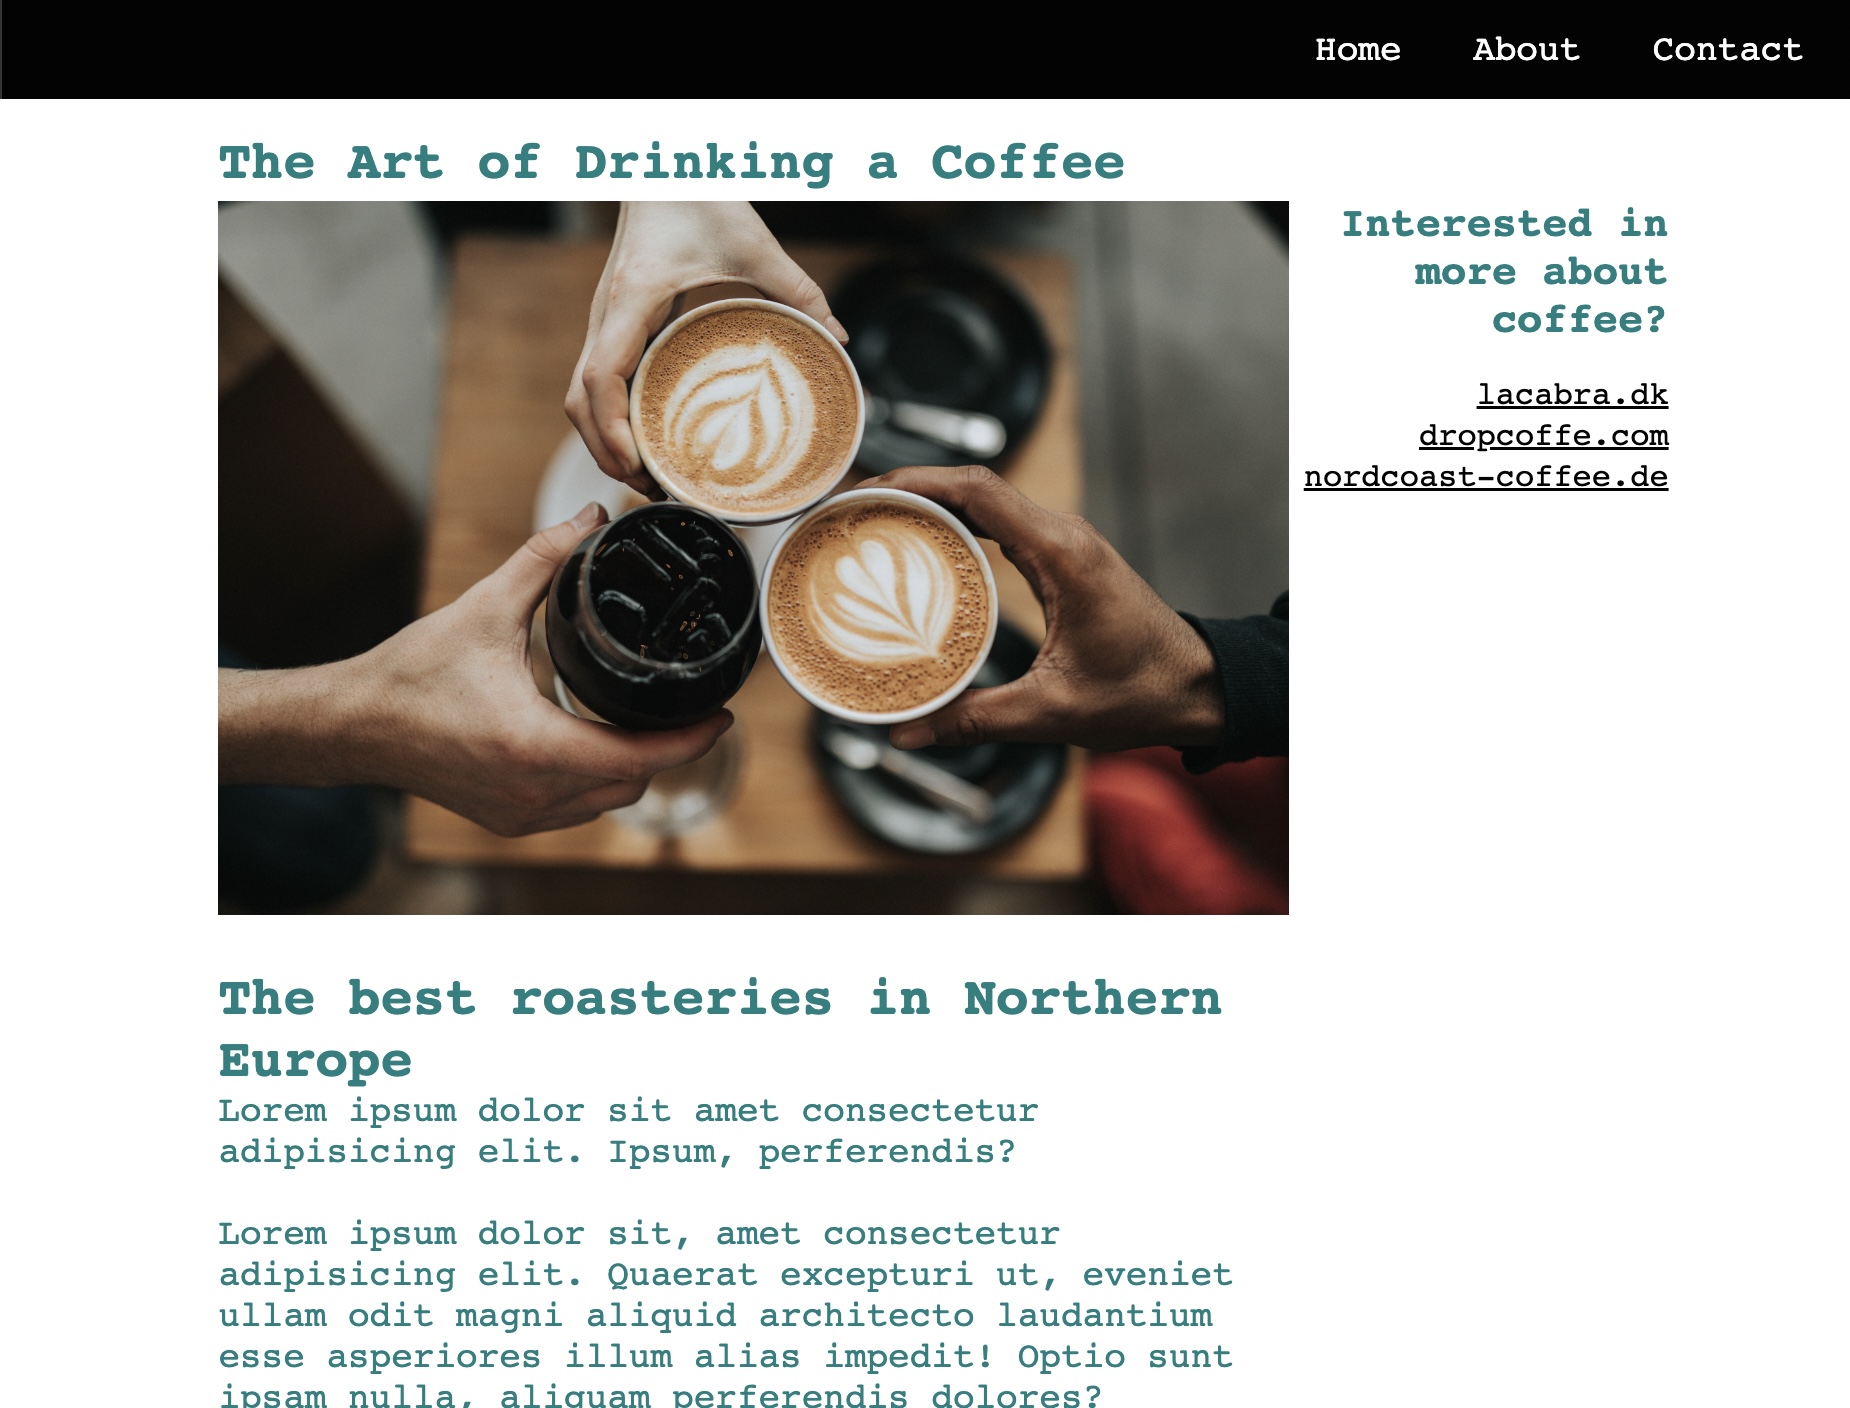 Home About Contact
The Art of Drinking a Coffee
Interested in
more about
coffee?
lacabra.dk
dropcoffe.com
nordcoast-coffee.de
The best roasteries in Northern
Europe
Lorem ipsum dolor sit amet consectetur
adipisicing elit. Ipsum, perferendis?
Lorem ipsum dolor sit, amet consectetur
adipisicing elit. Quaerat excepturi ut, eveniet
ullam odit magni aliquid architecto laudantium
esse asperiores illum alias impedit! Optio sunt
ipsam nulla, aliquam perferendis dolores?